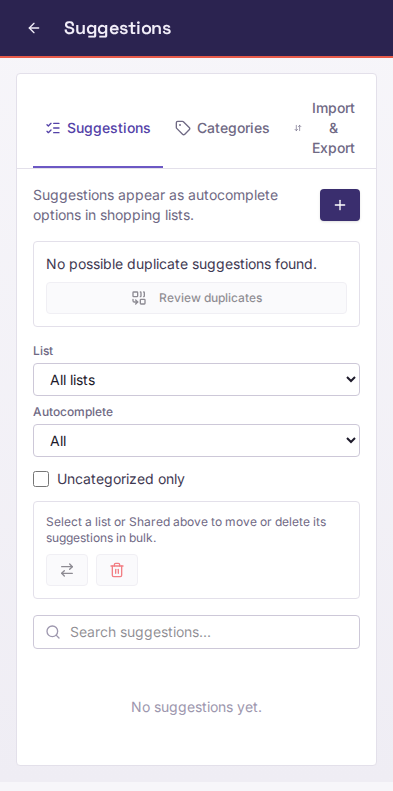 Suggestions
Suggestions
Categories
Import
&
Export
Suggestions appear as autocomplete
options in shopping lists.
No possible duplicate suggestions found.
Review duplicates
List
All lists
Autocomplete
All
Uncategorized only
Select a list or Shared above to move or delete its
suggestions in bulk.
Search suggestions...
No suggestions yet.